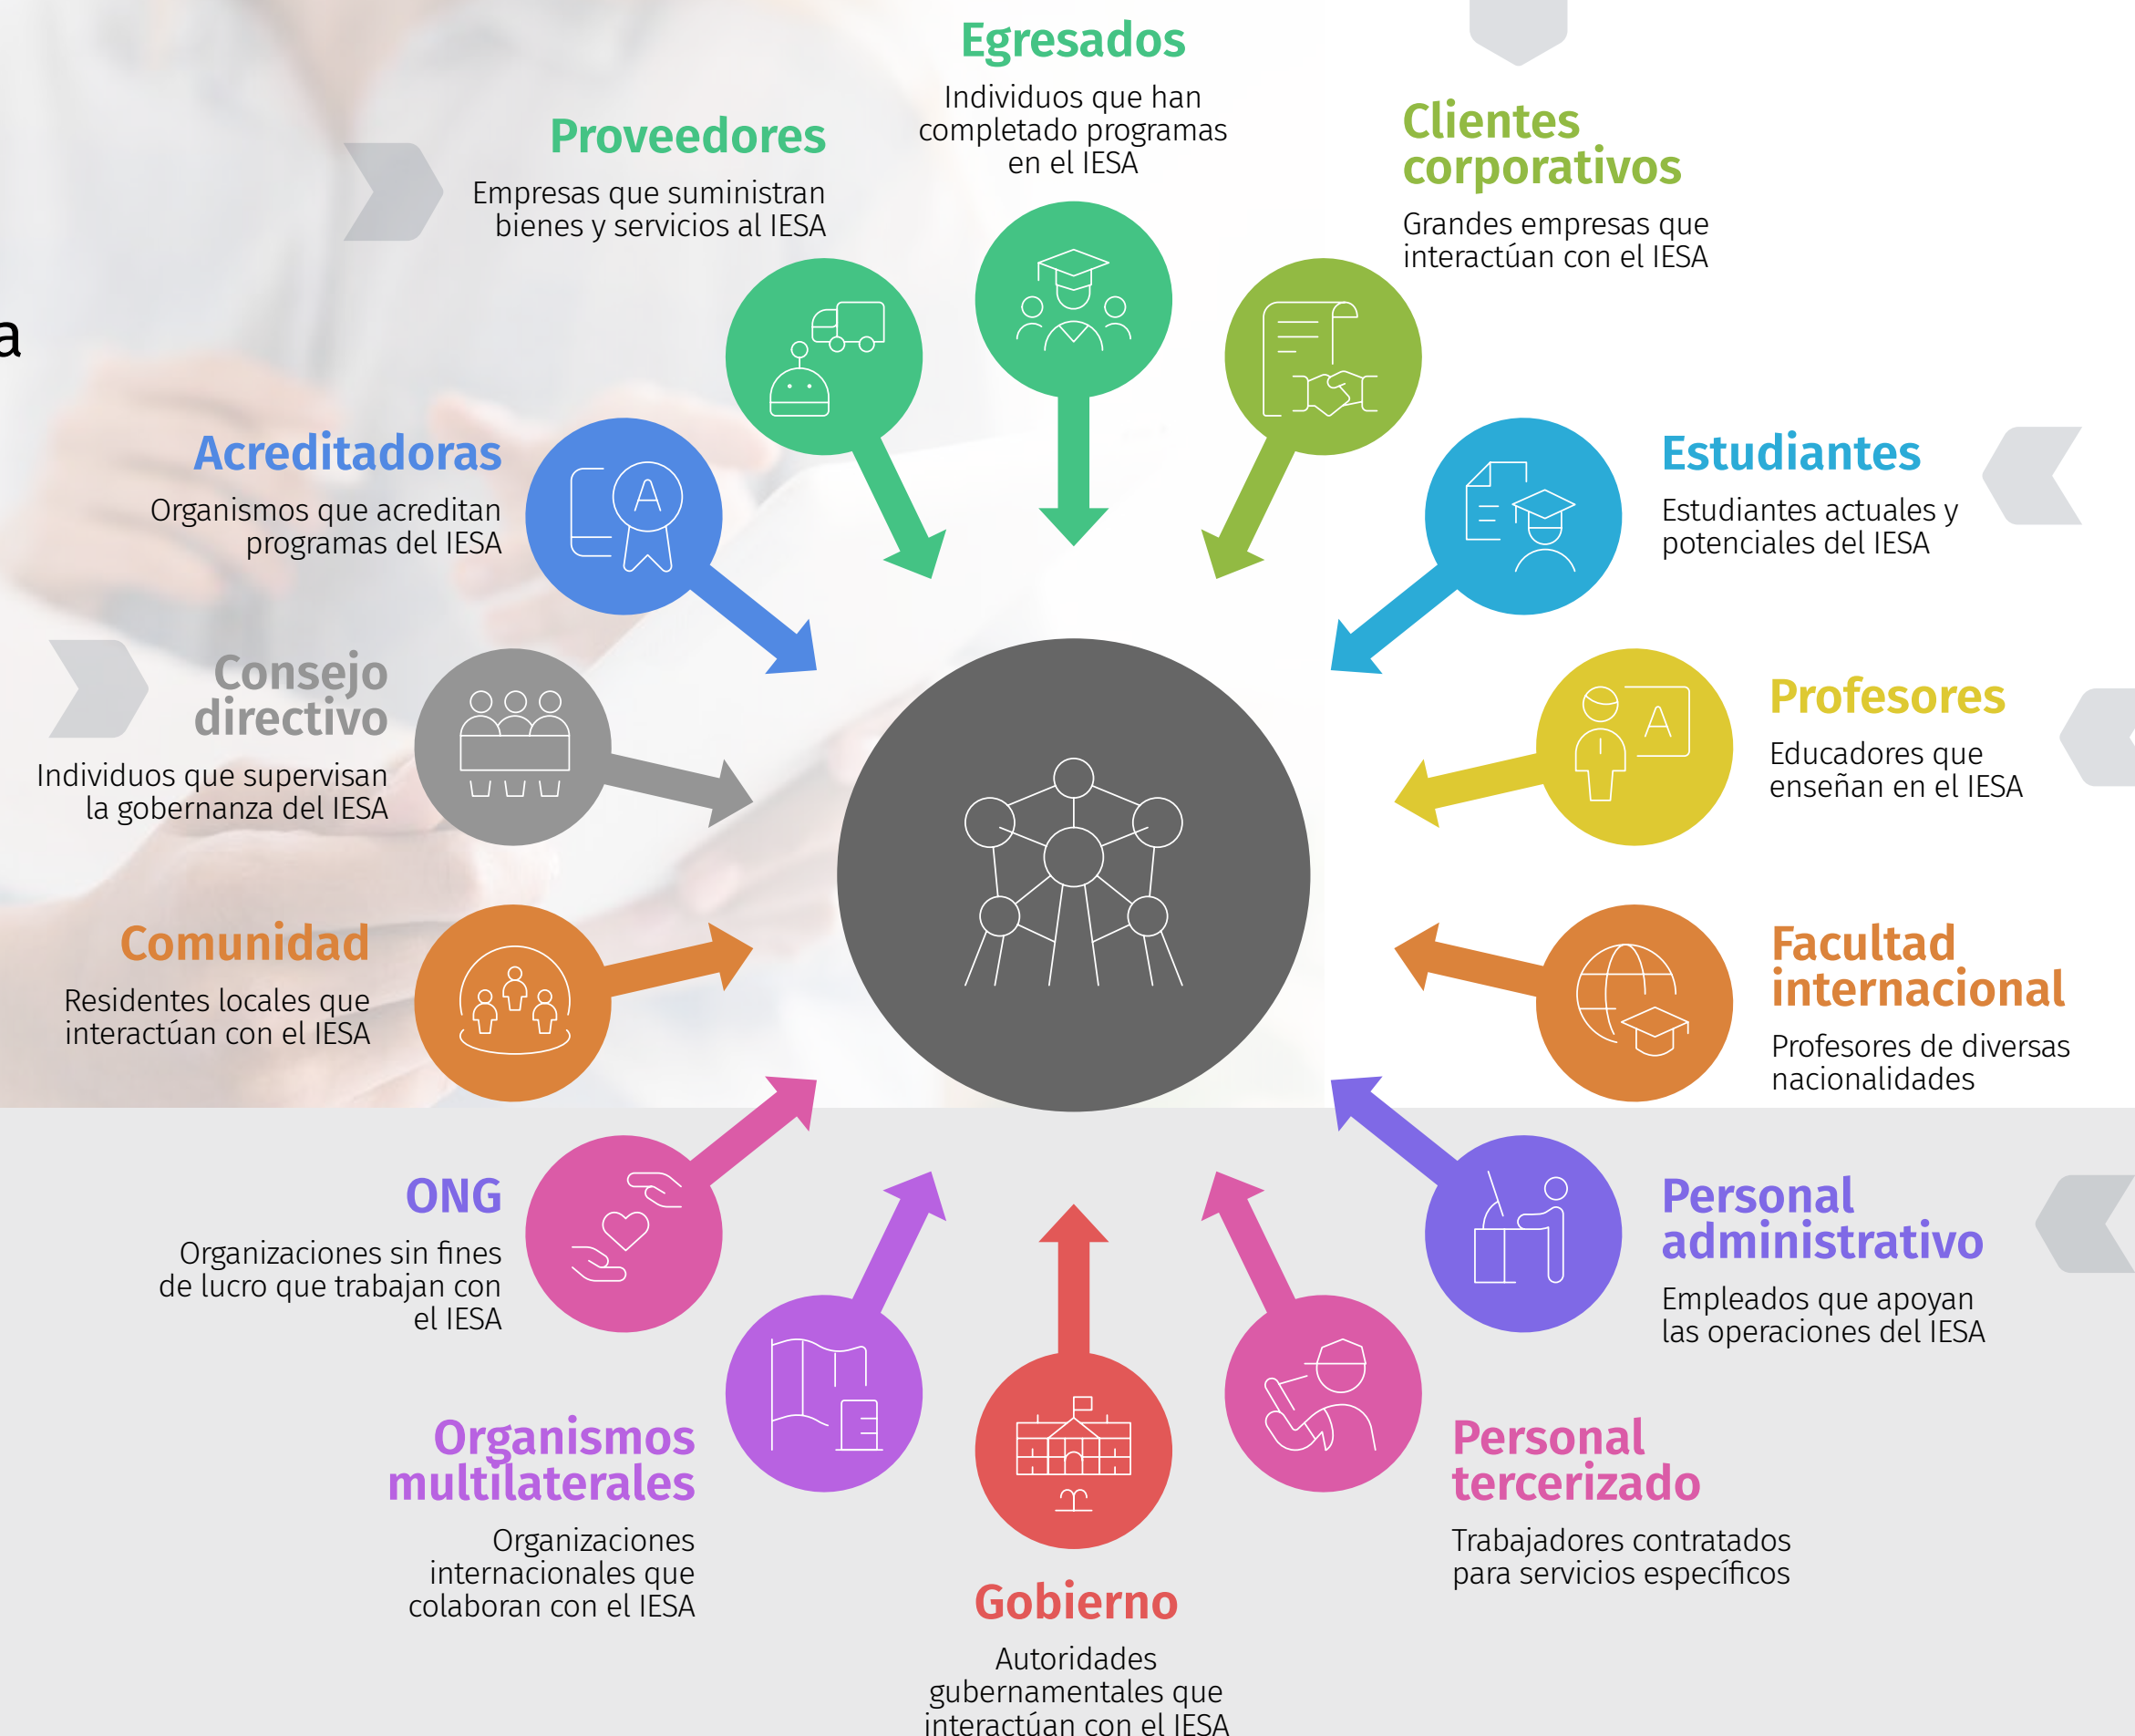 Egresados
Individuos que han
completado programas
en el IESA
Clientes
corporativos
Grandes empresas que
interactúan con el IESA
Proveedores
Empresas que suministran
bienes y servicios al IESA
a
Acreditadoras
Organismos que acreditan
programas del IESA
A
Estudiantes
Estudiantes actuales y
potenciales del IESA
Consejo
directivo
Individuos que supervisan
la gobernanza del IESA
A
Profesores
Educadores que
enseñan en el IESA
Comunidad
Residentes locales que
interactúan con el IESA
Facultad
internacional
Profesores de diversas
nacionalidades
ONG
Organizaciones sin fines
de lucro que trabajan con
el IESA
Personal
administrativo
Empleados que apoyan
las operaciones del IESA
Organismos
multilaterales
Organizaciones
internacionales que
colaboran con el IESA
Personal
tercerizado
Trabajadores contratados
para servicios específicos
Gobierno
Autoridades
gubernamentales que
interactúan con el IESA